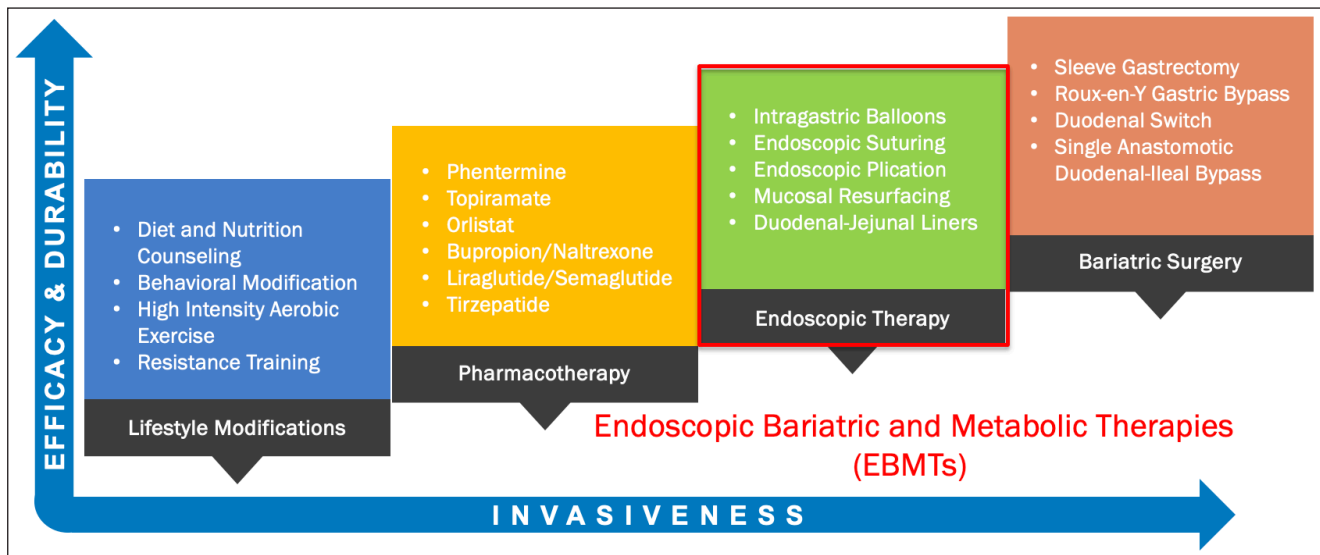 EFFICACY & DURABILITY
• Diet and Nutrition
Counseling
• Behavioral Modification
• High Intensity Aerobic
Exercise
• Resistance Training
Lifestyle Modifications
• Phentermine
• Topiramate
• Orlistat
• Bupropion/Naltrexone
• Liraglutide/Semaglutide
• Tirzepatide
Pharmacotherapy
• Intragastric Balloons
• Endoscopic Suturing
• Endoscopic Plication
• Mucosal Resurfacing
• Duodenal-Jejunal Liners
Endoscopic Therapy
• Sleeve Gastrectomy
• Roux-en-Y Gastric Bypass
• Duodenal Switch
• Single Anastomotic
Duodenal-Ileal Bypass
Bariatric Surgery
Endoscopic Bariatric and Metabolic Therapies
(EBMTs)
INVASIVENESS